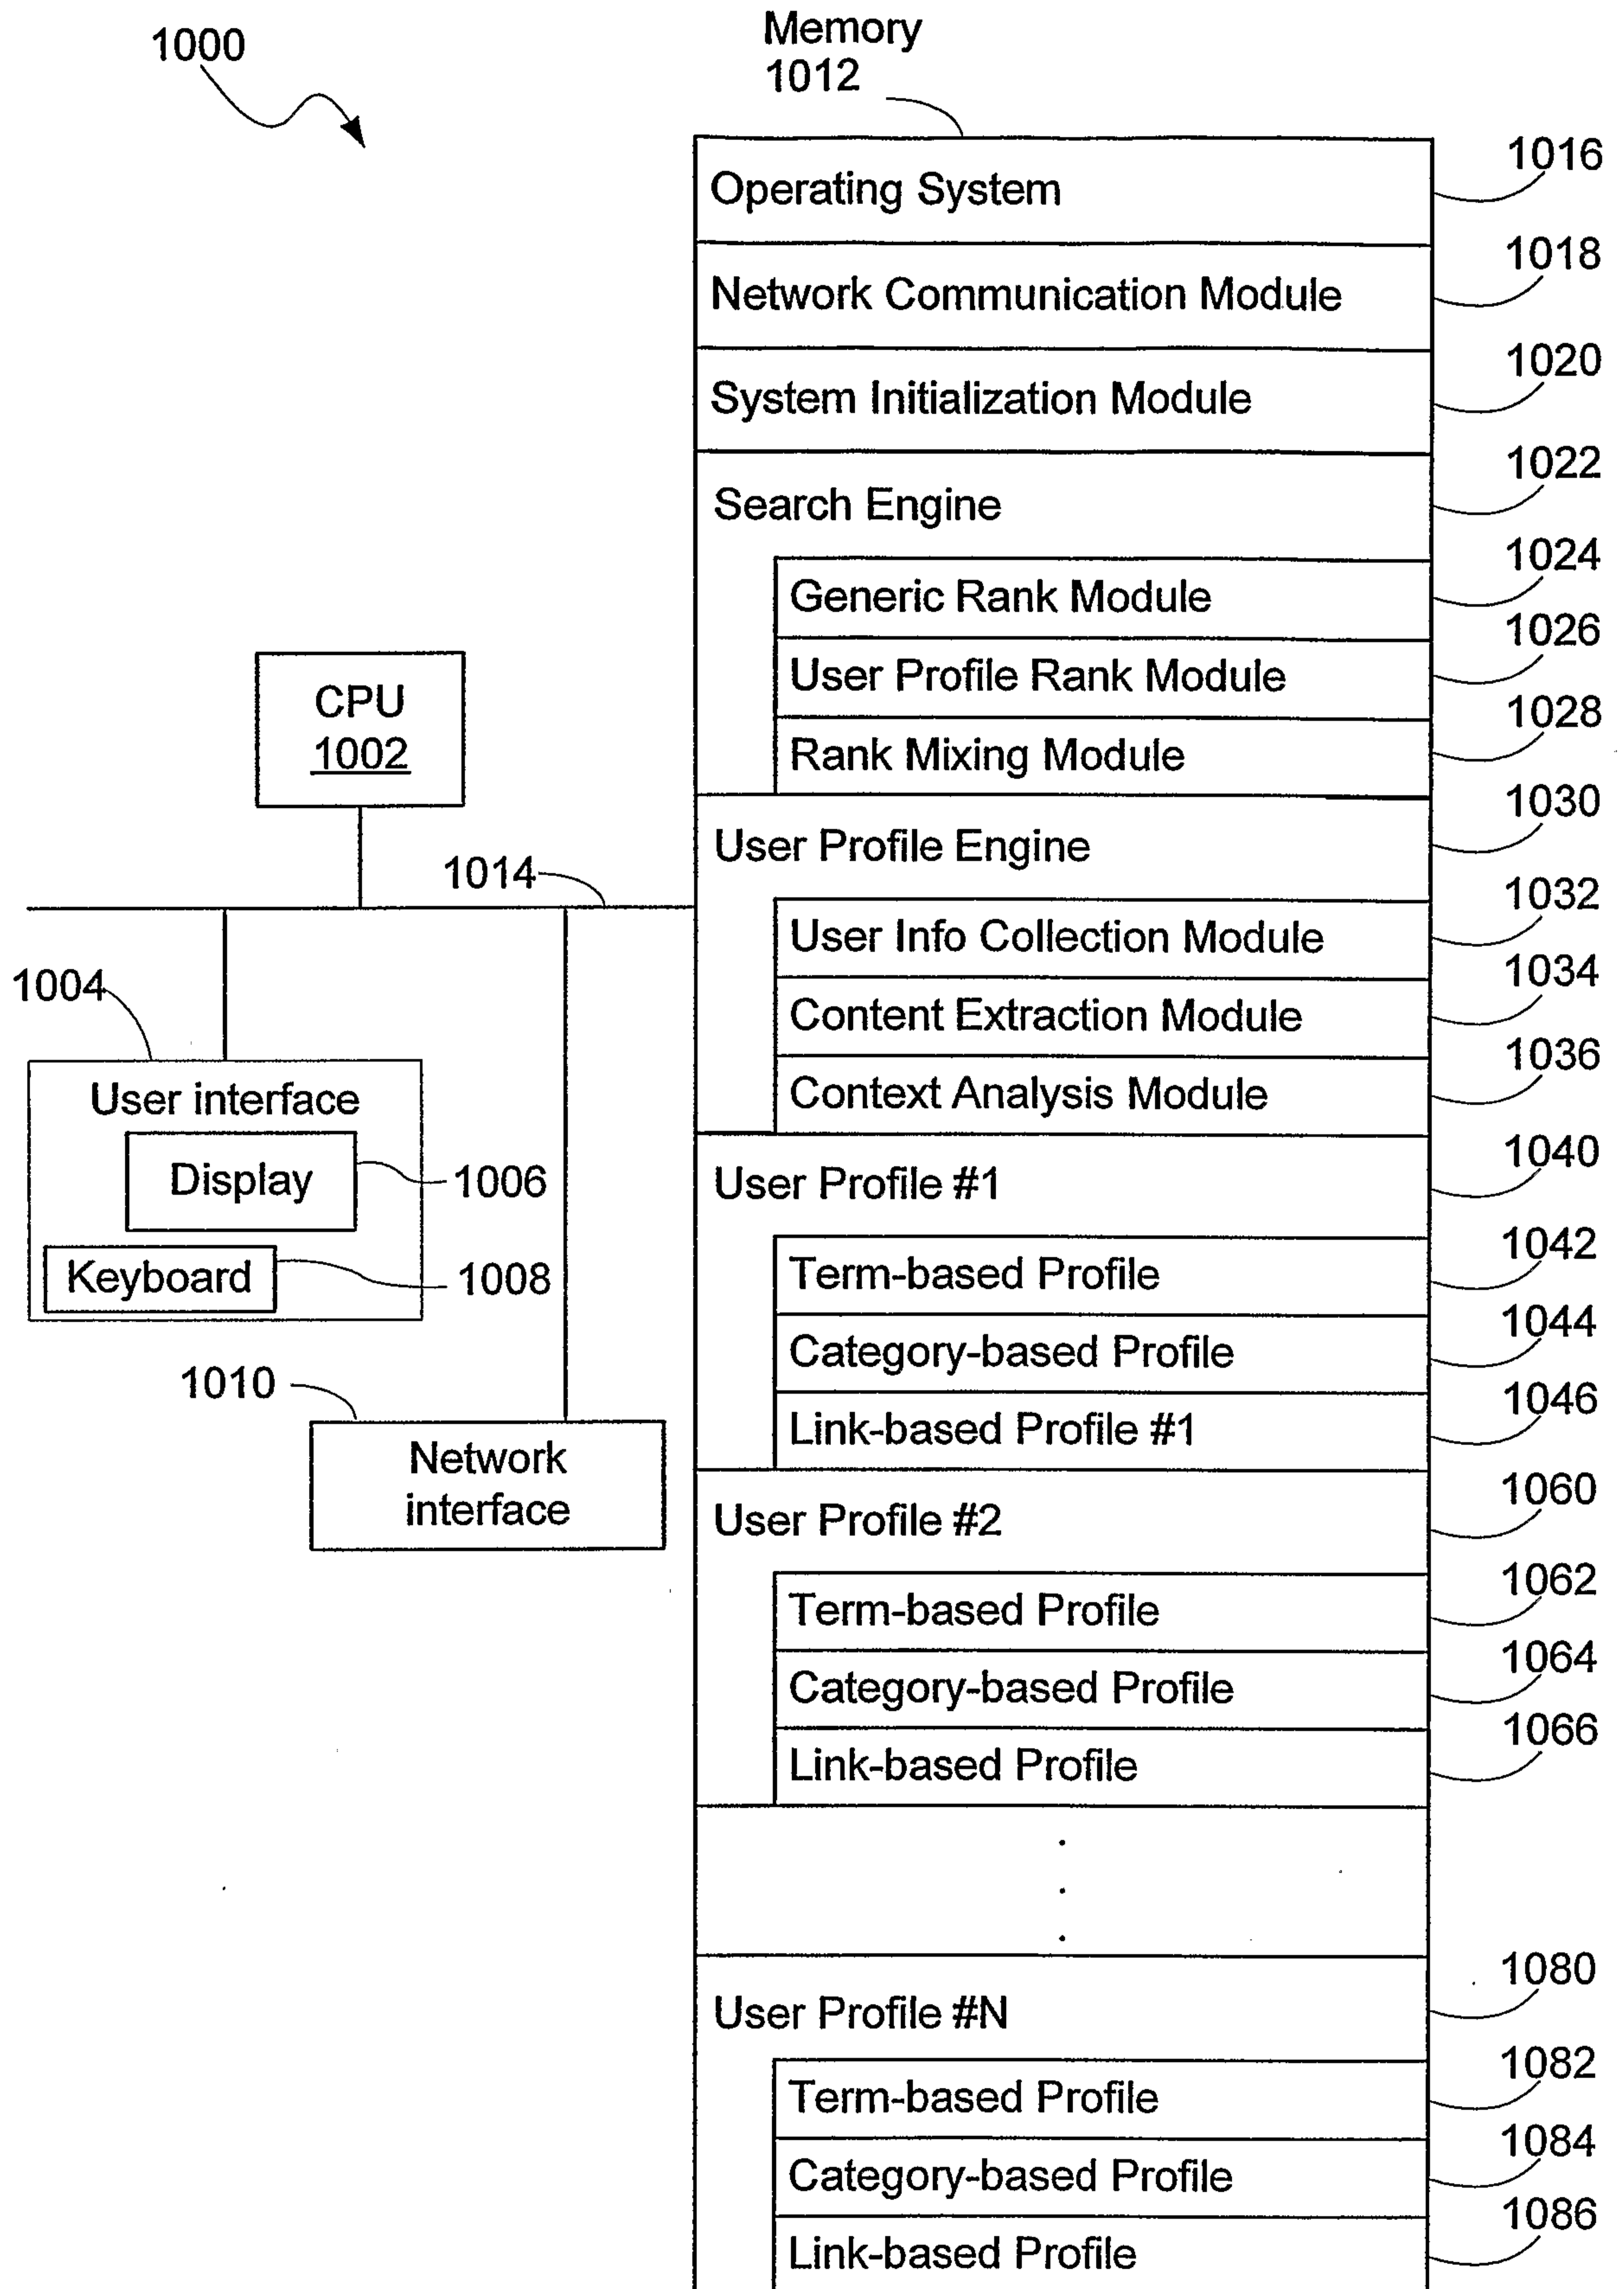 1000
Memory
1012
Operating System
1016
Network Communication Module
1018
System Initialization Module
1020
Search Engine
1022
Generic Rank Module
1024
User Profile Rank Module
1026
Rank Mixing Module
1028
User Profile Engine
1030
User Info Collection Module
1032
Content Extraction Module
1034
Context Analysis Module
1036
User Profile #1
1040
Term-based Profile
1042
Category-based Profile
1044
Link-based Profile #1
1046
User Profile #2
1060
Term-based Profile
1062
Category-based Profile
1064
Link-based Profile
1066
.
.
.
User Profile #N
1080
Term-based Profile
1082
Category-based Profile
1084
Link-based Profile
1086
CPU
1002
1014
1004
User interface
Display
1006
Keyboard
1008
1010
Network
interface